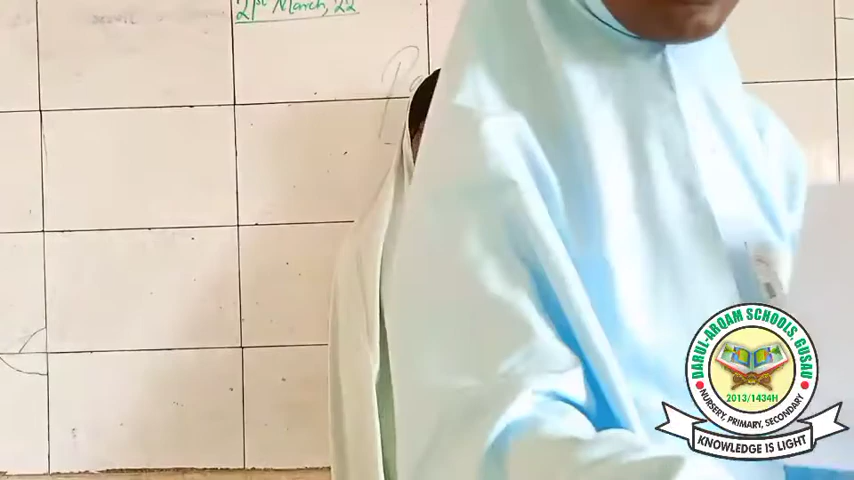 21st March, 22
DARUL-ARQAM SCHOOLS, GUSAU
2013/1434H
NURSERY, PRIMARY, SECONDARY
KNOWLEDGE IS LIGHT